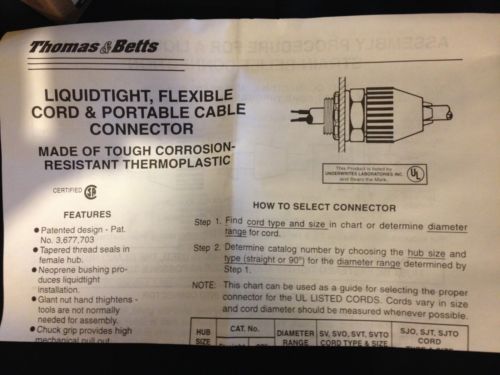 Thomas & Betts
LIQUIDTIGHT, FLEXIBLE
CORD & PORTABLE CABLE
CONNECTOR
MADE OF TOUGH CORROSION-
RESISTANT THERMOPLASTIC
This Product is listed by
UNDERWRITERS LABORATORIES INC.
and Bears the Mark.
UL
CERTIFIED SA
FEATURES
• Patented design - Pat.
No. 3,677,703
• Tapered thread seals in
female hub.
• Neoprene bushing pro-
duces liquidtight
installation.
• Giant nut hand thightens -
tools are not normally
needed for assembly.
• Chuck grip provides high
mechanical pull out
HOW TO SELECT CONNECTOR
Step 1. Find cord type and size in chart or determine diameter
range for cord.
Step 2. Determine catalog number by choosing the hub size and
type (straight or 90°) for the diameter range determined by
Step 1.
NOTE: This chart can be used as a guide for selecting the proper
connector for the UL LISTED CORDS. Cords vary in size
and cord diameter should be measured whenever possible.
HUB
SIZE
CAT. No.
DIAMETER
RANGE
SV, SVO, SVT, SVTO
CORD TYPE & SIZE
SJO, SJT, SJTO
CORD